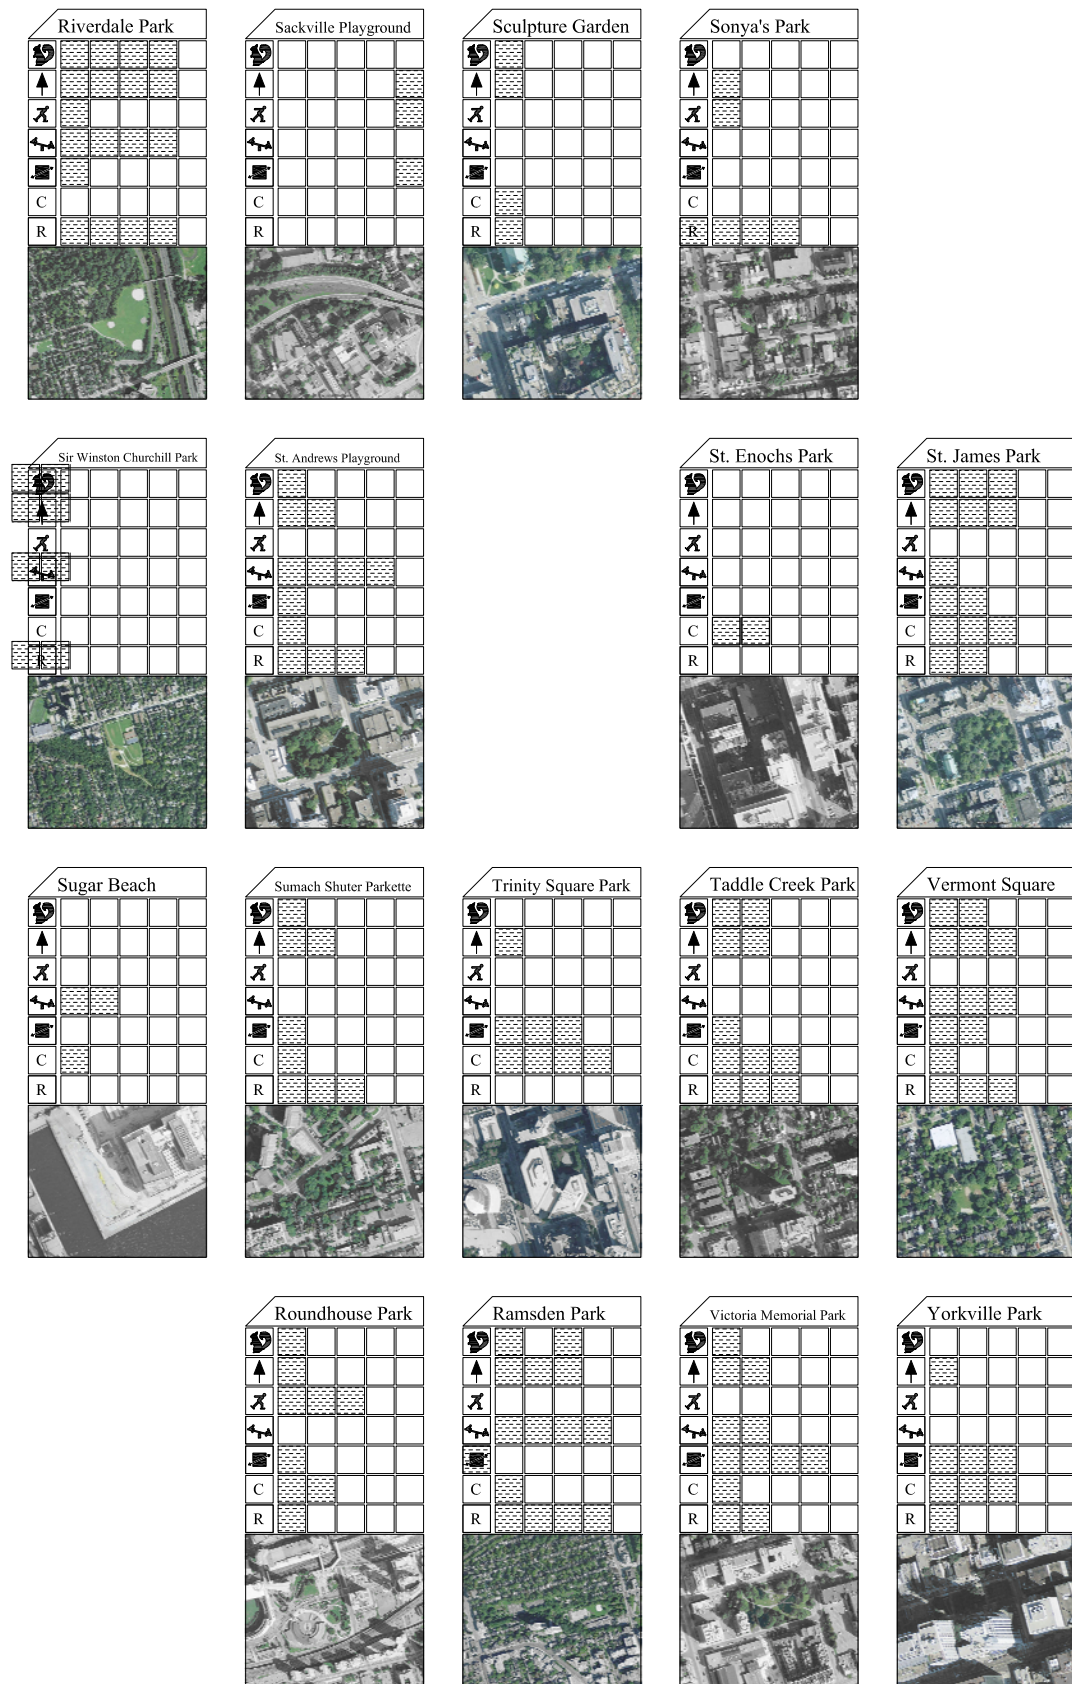 Riverdale Park
Sackville Playground
Sculpture Garden
Sonya's Park
C
R
C
R
C
R
C
R
Sir Winston Churchill Park
St. Andrews Playground
St. Enochs Park
St. James Park
C
R
C
R
C
R
C
R
Sugar Beach
Sumach Shuter Parkette
Trinity Square Park
Taddle Creek Park
Vermont Square
C
R
C
R
C
R
C
R
C
R
Roundhouse Park
Ramsden Park
Victoria Memorial Park
Yorkville Park
C
R
C
R
C
R
C
R